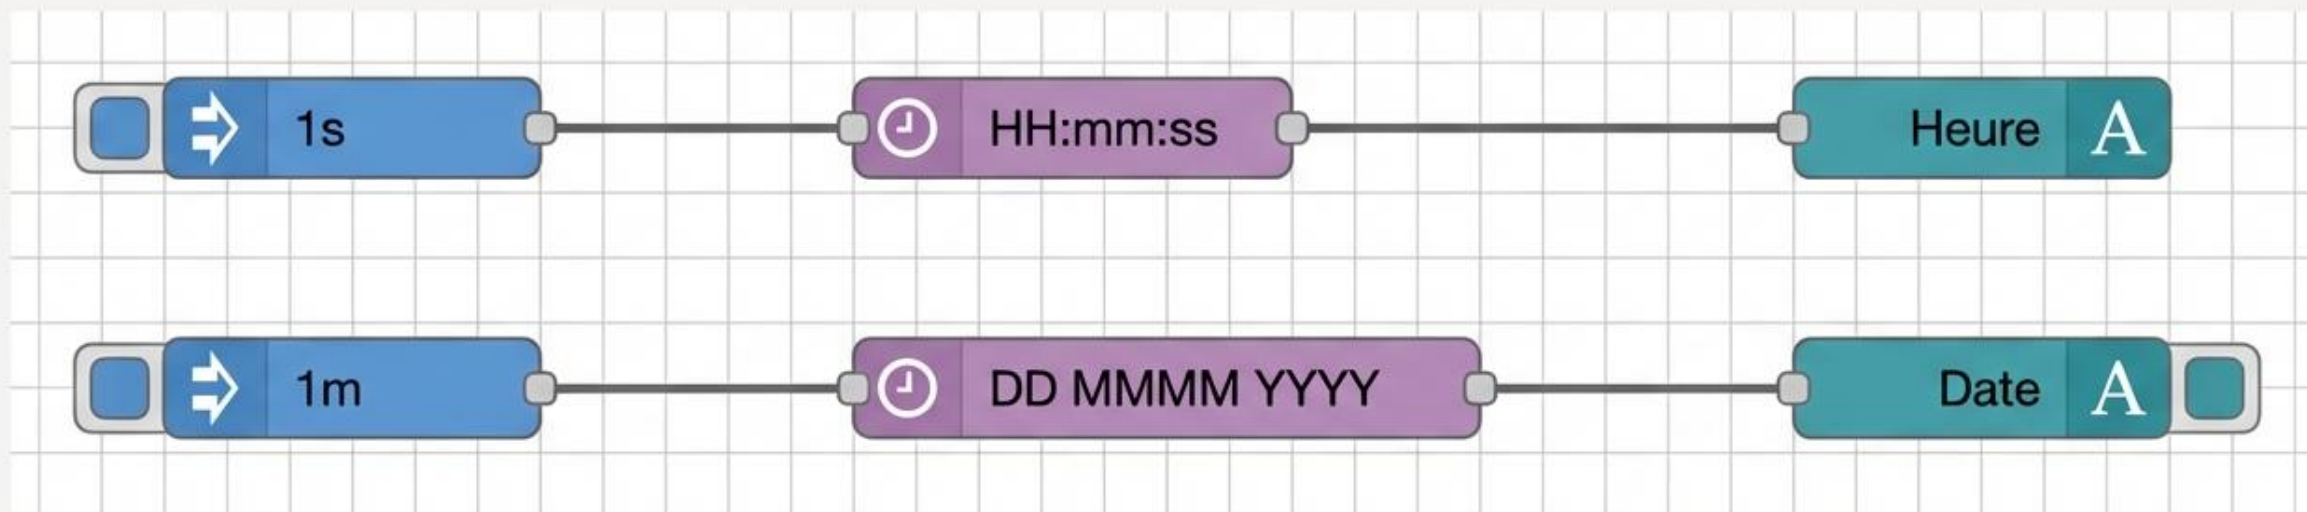 1s HH:mm:ss Heure A
1m DD MMMM YYYY Date A